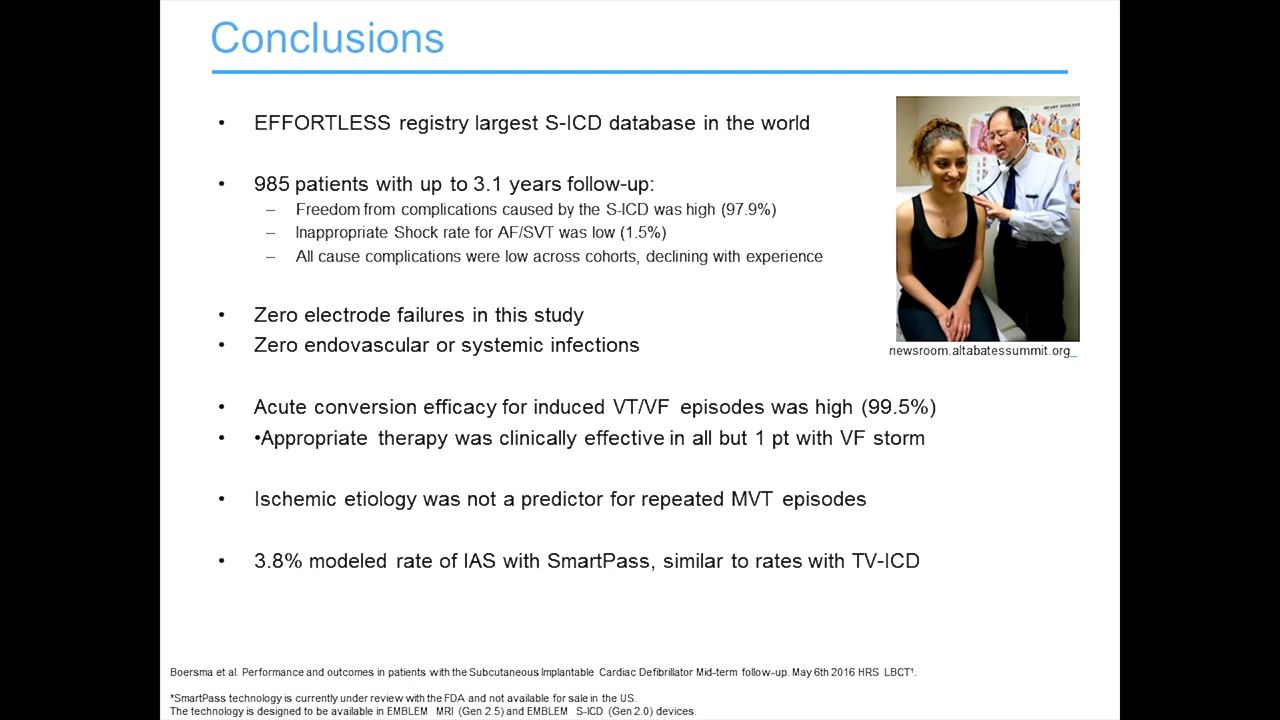 Conclusions
• EFFORTLESS registry largest S-ICD database in the world
• 985 patients with up to 3.1 years follow-up:
– Freedom from complications caused by the S-ICD was high (97.9%)
– Inappropriate Shock rate for AF/SVT was low (1.5%)
– All cause complications were low across cohorts, declining with experience
HEART DISEASE
newsroom.altabatessummit.org_
• Zero electrode failures in this study
• Zero endovascular or systemic infections
• Acute conversion efficacy for induced VT/VF episodes was high (99.5%)
• •Appropriate therapy was clinically effective in all but 1 pt with VF storm
• Ischemic etiology was not a predictor for repeated MVT episodes
• 3.8% modeled rate of IAS with SmartPass, similar to rates with TV-ICD
Boersma et al. Performance and outcomes in patients with the Subcutaneous Implantable Cardiac Defibrillator Mid-term follow-up. May 6th 2016 HRS LBCT¹.
*SmartPass technology is currently under review with the FDA and not available for sale in the US.
The technology is designed to be available in EMBLEM MRI (Gen 2.5) and EMBLEM S-ICD (Gen 2.0) devices.